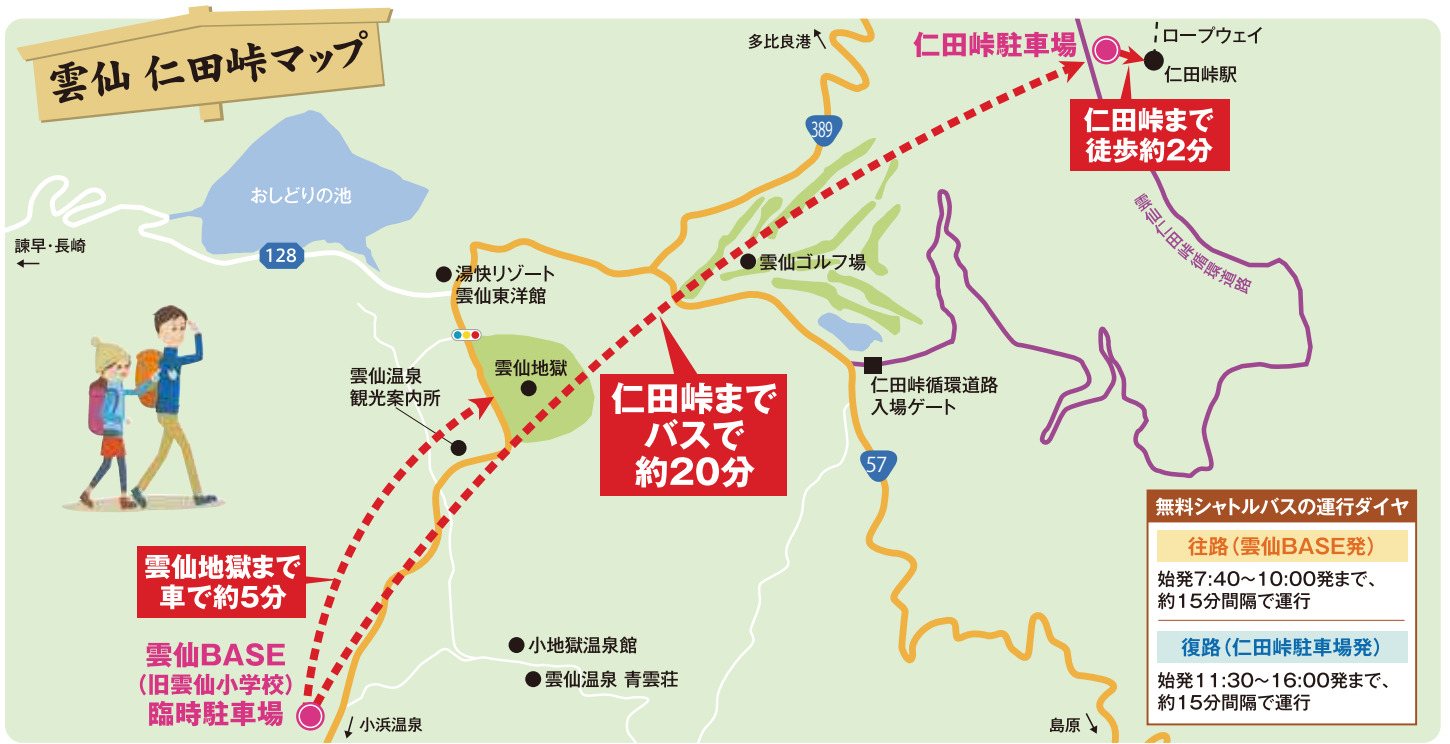 雲仙 仁田峠マップ
多比良港
仁田峠駐車場
ロープウェイ
仁田峠駅
仁田峠まで
徒歩約2分
389
おしどりの池
諫早・長崎
128
雲仙仁田峠循環道路
湯快リゾート
雲仙東洋館
雲仙ゴルフ場
雲仙地獄
雲仙温泉
観光案内所
仁田峠まで
バスで
約20分
仁田峠循環道路
入場ゲート
57
無料シャトルバスの運行ダイヤ
往路（雲仙BASE発）
始発7:40〜10:00発まで、
約15分間隔で運行
復路（仁田峠駐車場発）
始発11:30〜16:00発まで、
約15分間隔で運行
雲仙地獄まで
車で約5分
雲仙BASE
（旧雲仙小学校）
臨時駐車場
小地獄温泉館
雲仙温泉 青雲荘
小浜温泉
島原